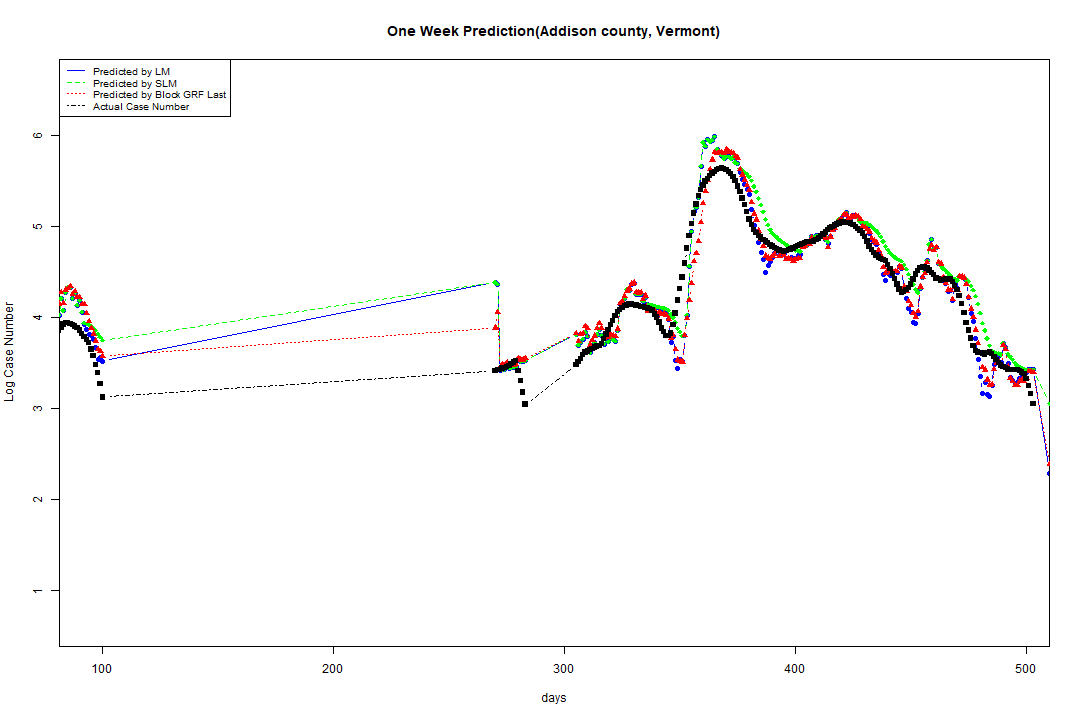 One Week Prediction(Addison county, Vermont)
Predicted by LM
Predicted by SLM
Predicted by Block GRF Last
Actual Case Number
Log Case Number
6
5
4
3
2
1
100 200 300 400 500
days